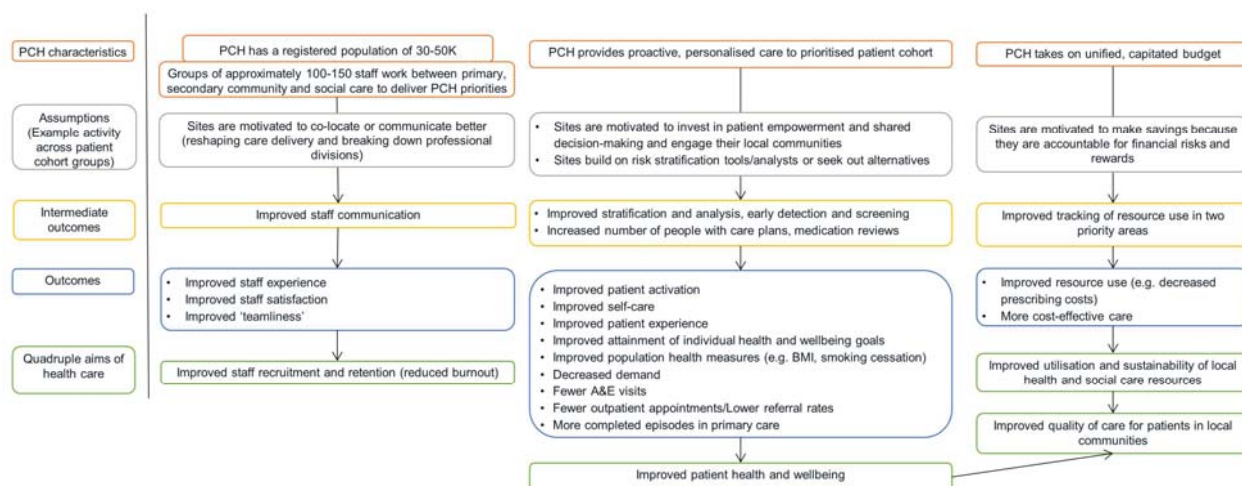 PCH characteristics
PCH has a registered population of 30-50K
Groups of approximately 100-150 staff work between primary,
secondary community and social care to deliver PCH priorities
PCH provides proactive, personalised care to prioritised patient cohort
PCH takes on unified, capitated budget
Assumptions
(Example activity
across patient
cohort groups)
Sites are motivated to co-locate or communicate better
(reshaping care delivery and breaking down professional
divisions)
• Sites are motivated to invest in patient empowerment and shared
decision-making and engage their local communities
• Sites build on risk stratification tools/analysts or seek out alternatives
Sites are motivated to make savings because
they are accountable for financial risks and
rewards
Intermediate
outcomes
Improved staff communication
• Improved stratification and analysis, early detection and screening
• Increased number of people with care plans, medication reviews
Improved tracking of resource use in two
priority areas
Outcomes
• Improved staff experience
• Improved staff satisfaction
• Improved ‘teamliness’
• Improved patient activation
• Improved self-care
• Improved patient experience
• Improved attainment of individual health and wellbeing goals
• Improved population health measures (e.g. BMI, smoking cessation)
• Decreased demand
• Fewer A&E visits
• Fewer outpatient appointments/Lower referral rates
• More completed episodes in primary care
• Improved resource use (e.g. decreased
prescribing costs)
• More cost-effective care
Quadruple aims of
health care
Improved staff recruitment and retention (reduced burnout)
Improved utilisation and sustainability of local
health and social care resources
Improved quality of care for patients in local
communities
Improved patient health and wellbeing